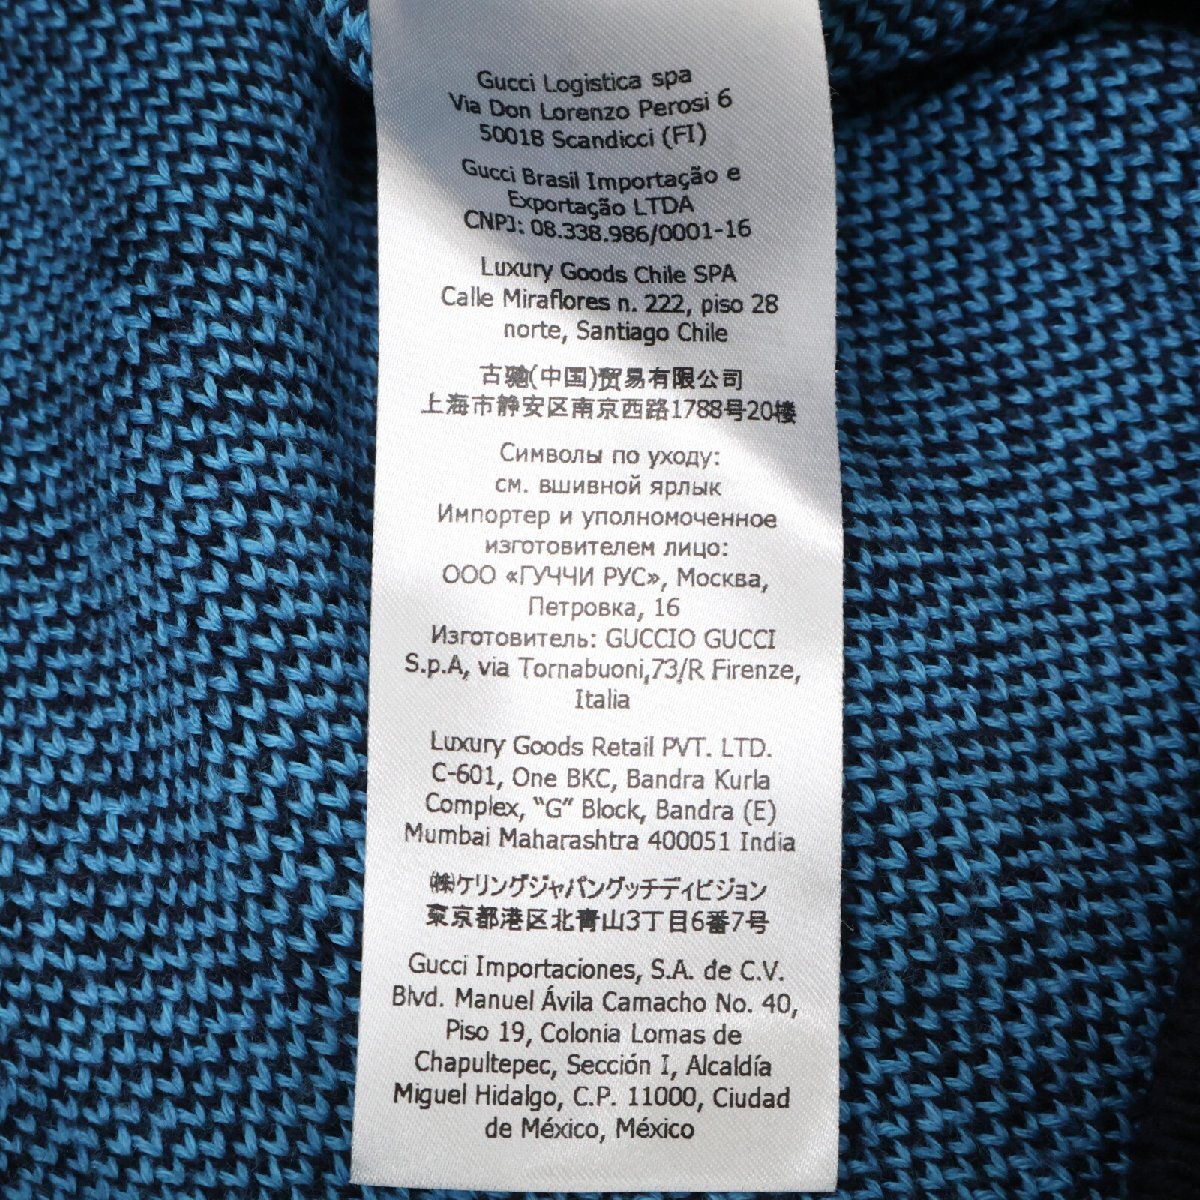 Gucci Logistica spa
Via Don Lorenzo Perosi 6
50018 Scandicci (FI)
Gucci Brasil Importação e
Exportação LTDA
CNPJ: 08.338.986/0001-16
Luxury Goods Chile SPA
Calle Miraflores n. 222, piso 28
norte, Santiago Chile
古驰(中国)贸易有限公司
上海市静安区南京西路1788号20楼
Символы по уходу:
см. вшивной ярлык
Импортер и уполномоченное
изготовителем лицо:
ООО «ГУЧЧИ РУС», Москва,
Петровка, 16
Изготовитель: GUCCIO GUCCI
S.p.A, via Tornabuoni,73/R Firenze,
Italia
Luxury Goods Retail PVT. LTD.
C-601, One BKC, Bandra Kurla
Complex, “G” Block, Bandra (E)
Mumbai Maharashtra 400051 India
㈱ケリングジャパングッチディビジョン
東京都港区北青山3丁目6番7号
Gucci Importaciones, S.A. de C.V.
Blvd. Manuel Ávila Camacho No. 40,
Piso 19, Colonia Lomas de
Chapultepec, Sección I, Alcaldía
Miguel Hidalgo, C.P. 11000, Ciudad
de México, México